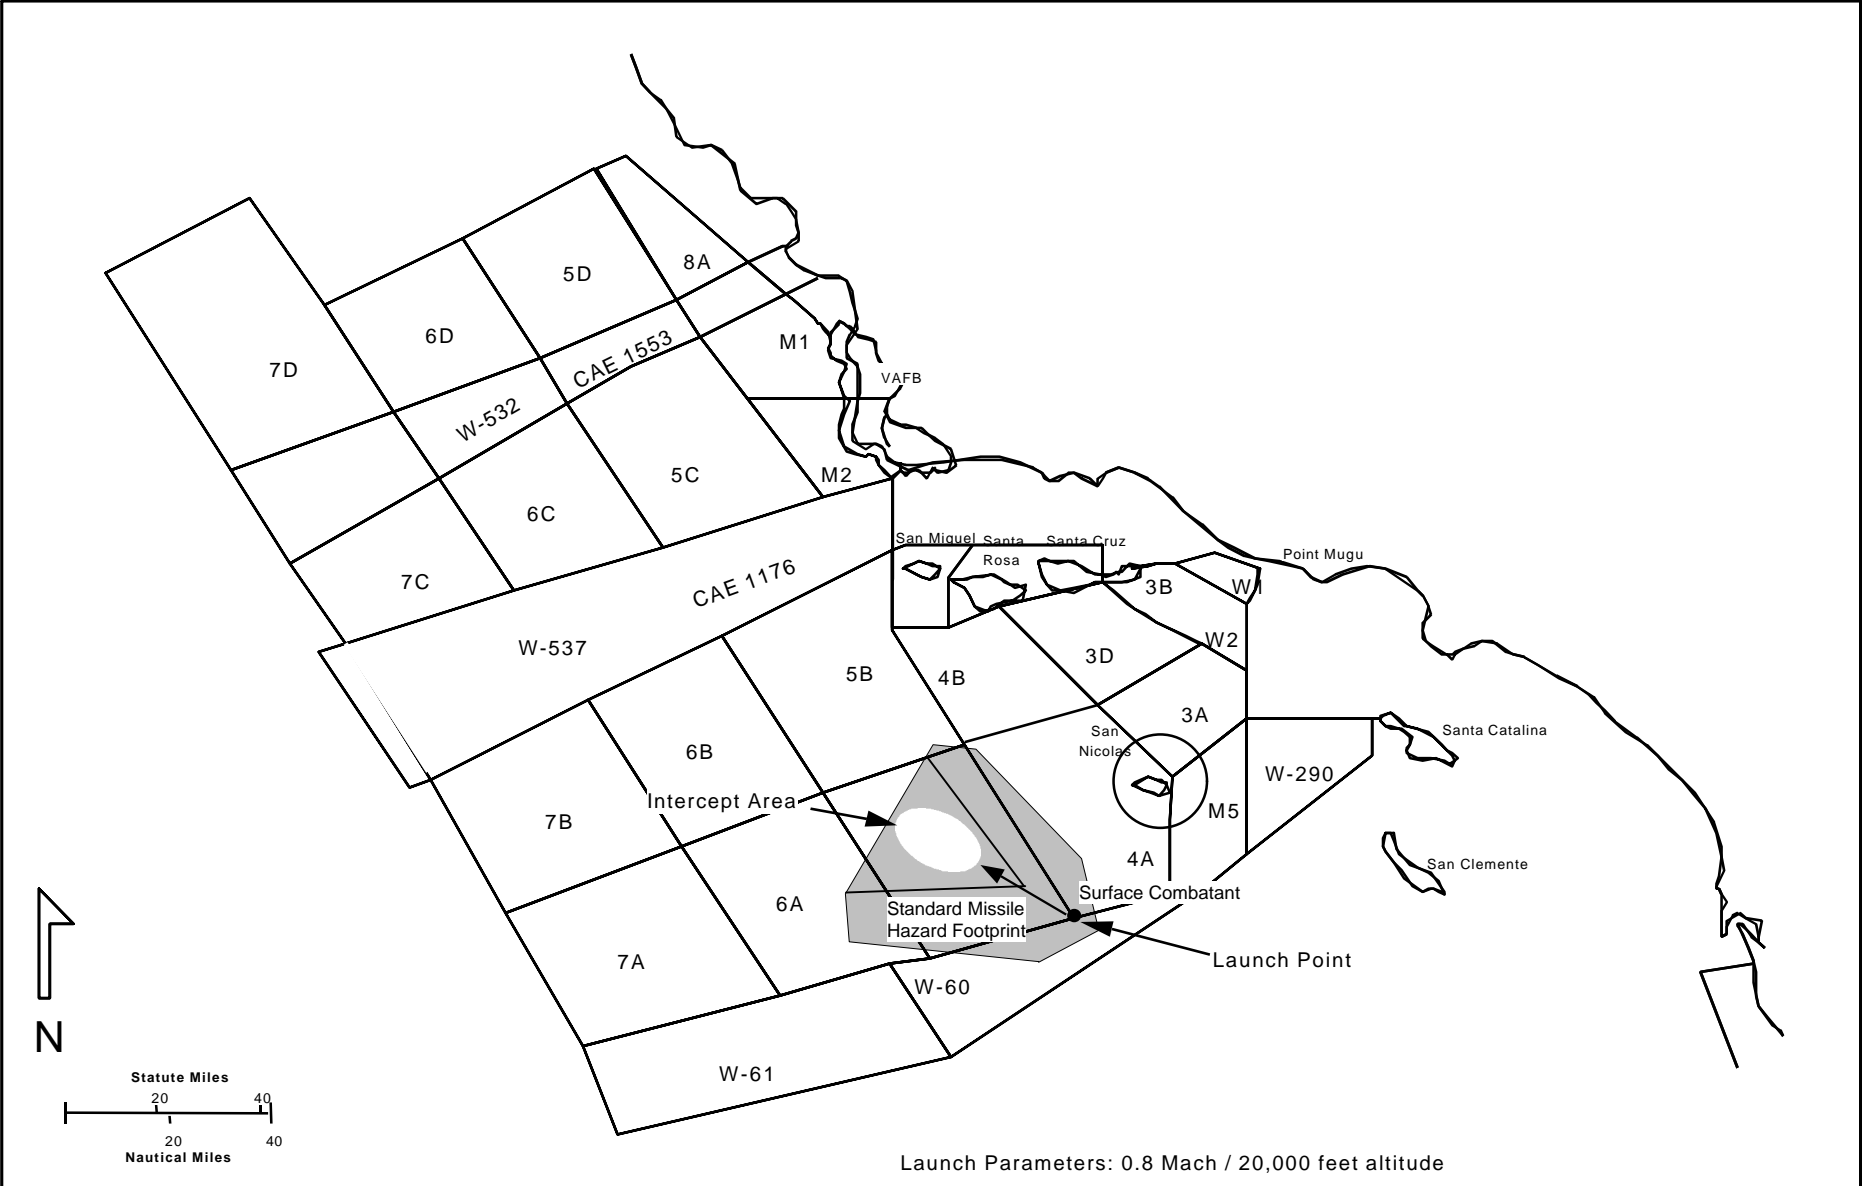 8A
5D
6D
M1
CAE 1553
7D
VAFB
W-532
5C
M2
6C
San Miguel
Santa
Rosa
Santa Cruz
Point Mugu
7C
CAE 1176
3B
W1
W2
W-537
3D
5B
4B
3A
San
Nicolas
Santa Catalina
6B
W-290
Intercept Area
M5
7B
4A
San Clemente
Surface Combatant
6A
Standard Missile
Hazard Footprint
7A
Launch Point
W-60
N
W-61
Statute Miles
20 40
20 40
Nautical Miles
Launch Parameters: 0.8 Mach / 20,000 feet altitude